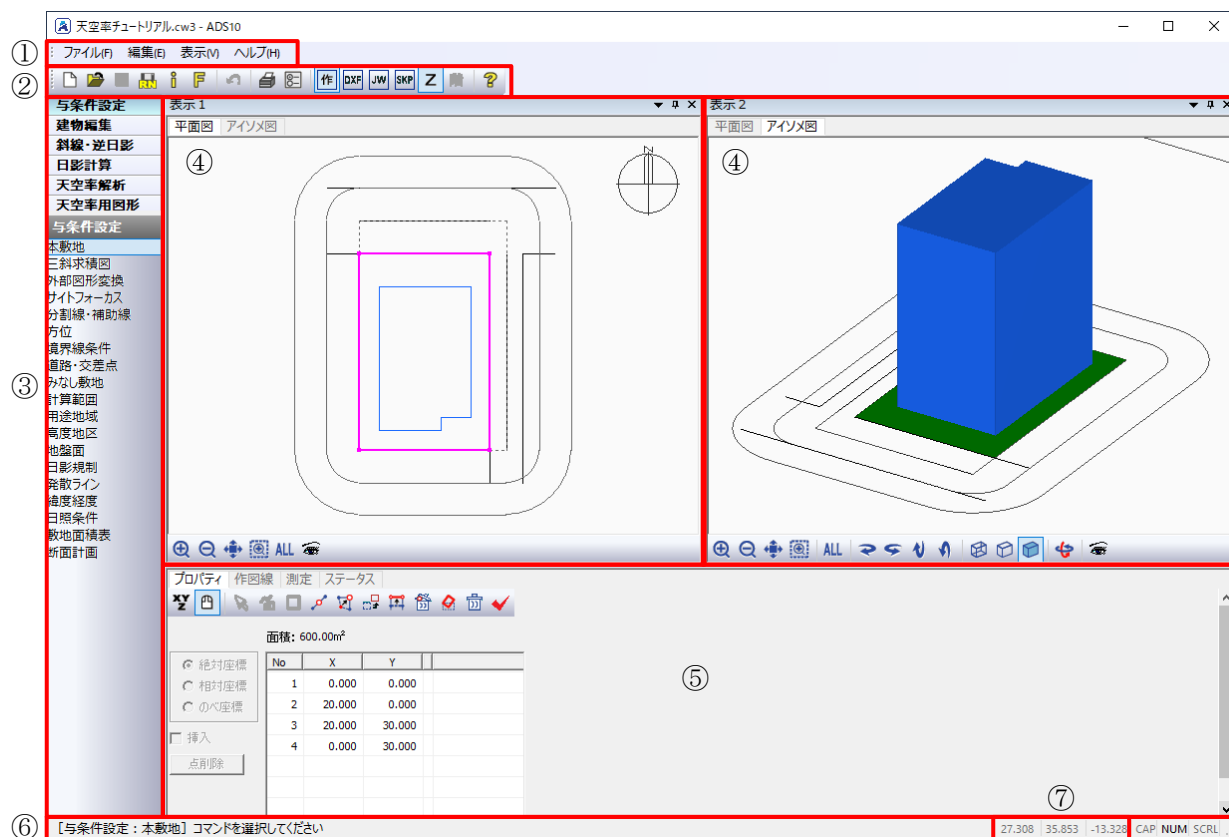 天空率チュートリアル.cw3 - ADS10
① ファイル(F) 編集(E) 表示(V) ヘルプ(H)
② RN i F 作 DXF JW SKP Z ?
与条件設定
建物編集
斜線・逆日影
日影計算
天空率解析
天空率用図形
与条件設定
本敷地
三斜求積図
外部図形変換
サイトフォーカス
分割線・補助線
方位
境界線条件
道路・交差点
③ みなし敷地
計算範囲
用途地域
高度地区
地盤面
日影規制
発散ライン
緯度経度
日照条件
敷地面積表
断面計画
表示 1
平面図 アイソメ図
④
N
ALL
表示 2
平面図 アイソメ図
④
ALL
プロパティ 作図線 測定 ステータス
XYZ
面積: 600.00m²
絶対座標
相対座標
のべ座標
挿入
点削除
No X Y
1 0.000 0.000
2 20.000 0.000
3 20.000 30.000
4 0.000 30.000
⑤
⑦
⑥ [与条件設定：本敷地] コマンドを選択してください
27.308 35.853 -13.328 CAP NUM SCRL